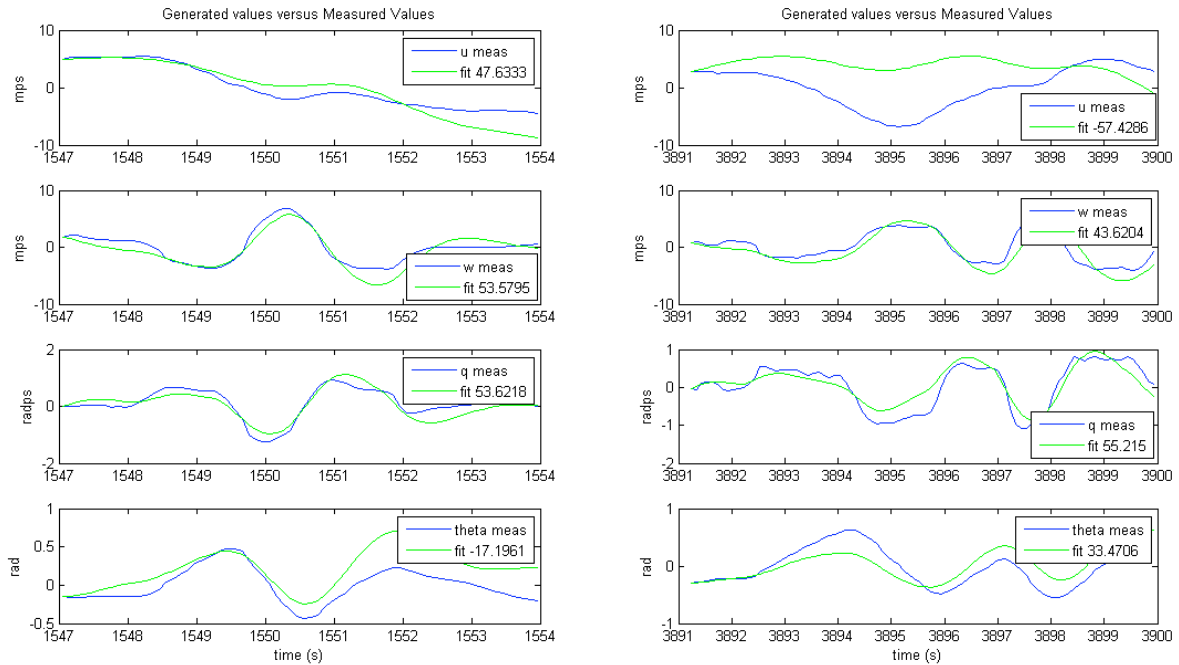 Generated values versus Measured Values
10
0
-10
mps
u meas
fit 47.6333
1547 1548 1549 1550 1551 1552 1553 1554
10
0
-10
mps
w meas
fit 53.5795
1547 1548 1549 1550 1551 1552 1553 1554
2
0
-2
radps
q meas
fit 53.6218
1547 1548 1549 1550 1551 1552 1553 1554
1
0.5
0
-0.5
rad
theta meas
fit -17.1961
1547 1548 1549 1550 1551 1552 1553 1554
time (s)
Generated values versus Measured Values
10
0
-10
mps
u meas
fit -57.4286
3891 3892 3893 3894 3895 3896 3897 3898 3899 3900
10
0
-10
mps
w meas
fit 43.6204
3891 3892 3893 3894 3895 3896 3897 3898 3899 3900
1
0
-1
-2
radps
q meas
fit 55.215
3891 3892 3893 3894 3895 3896 3897 3898 3899 3900
1
0
-1
rad
theta meas
fit 33.4706
3891 3892 3893 3894 3895 3896 3897 3898 3899 3900
time (s)